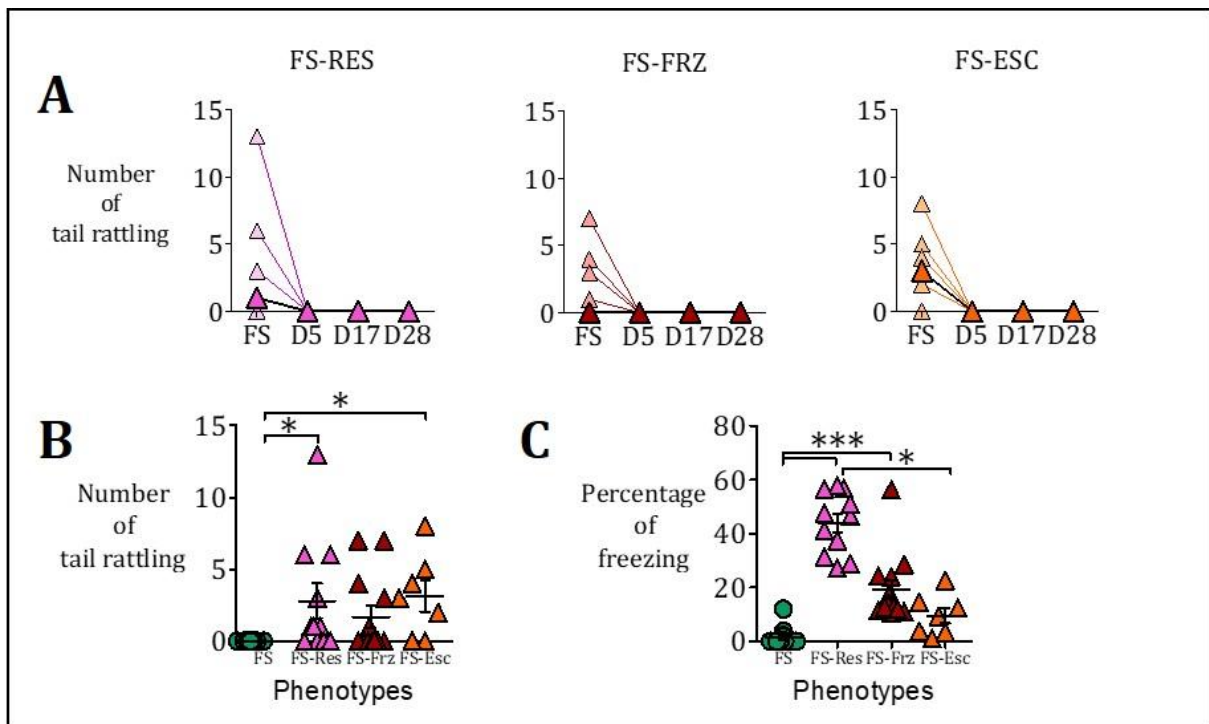 A
FS-RES
FS-FRZ
FS-ESC
Number
of
tail rattling
15
10
5
0
FS D5 D17 D28
15
10
5
0
FS D5 D17 D28
15
10
5
0
FS D5 D17 D28
B
Number
of
tail rattling
15
10
5
0
*
*
FS FS-Res FS-Frz FS-Esc
Phenotypes
C
Percentage
of
freezing
80
60
40
20
0
***
*
FS FS-Res FS-Frz FS-Esc
Phenotypes